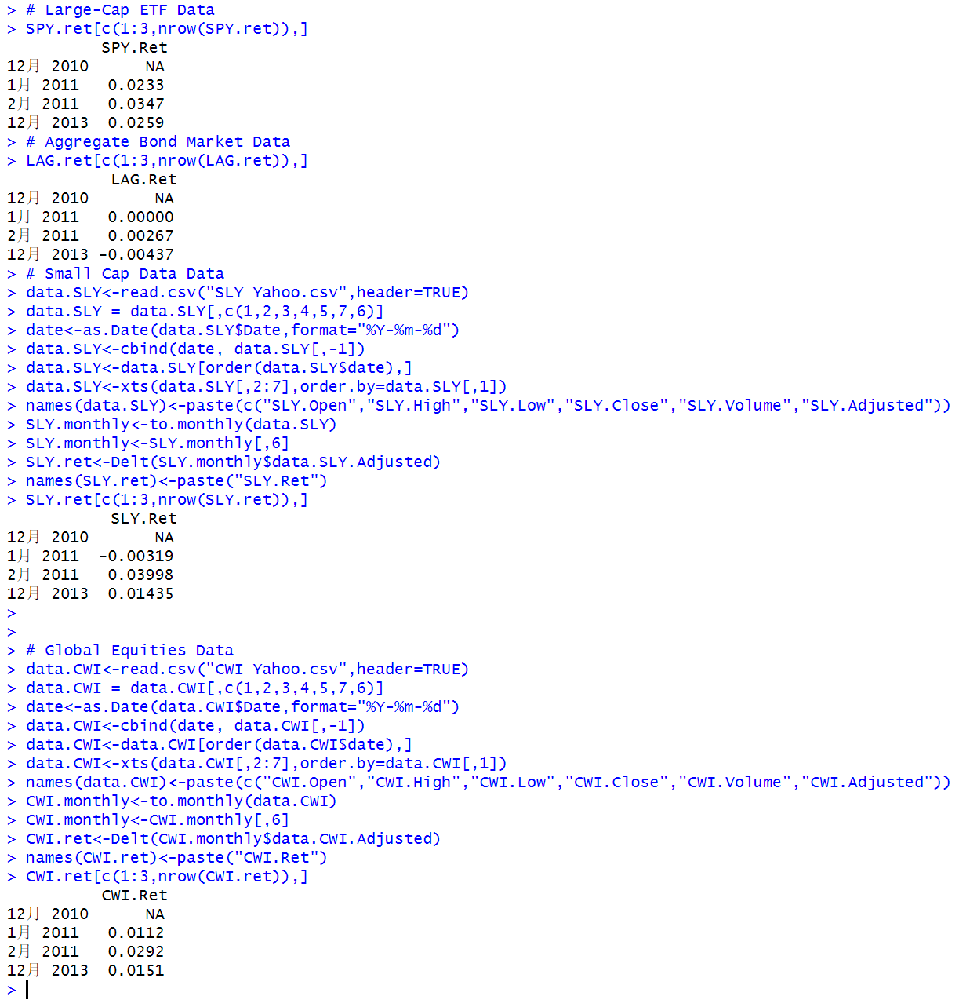 > # Large-Cap ETF Data
> SPY.ret[c(1:3,nrow(SPY.ret)),]
          SPY.Ret
12月 2010      NA
1月 2011   0.0233
2月 2011   0.0347
12月 2013  0.0259
> # Aggregate Bond Market Data
> LAG.ret[c(1:3,nrow(LAG.ret)),]
           LAG.Ret
12月 2010       NA
1月 2011   0.00000
2月 2011   0.00267
12月 2013 -0.00437
> # Small Cap Data Data
> data.SLY<-read.csv("SLY Yahoo.csv",header=TRUE)
> data.SLY = data.SLY[,c(1,2,3,4,5,7,6)]
> date<-as.Date(data.SLY$Date,format="%Y-%m-%d")
> data.SLY<-cbind(date, data.SLY[,-1])
> data.SLY<-data.SLY[order(data.SLY$date),]
> data.SLY<-xts(data.SLY[,2:7],order.by=data.SLY[,1])
> names(data.SLY)<-paste(c("SLY.Open","SLY.High","SLY.Low","SLY.Close","SLY.Volume","SLY.Adjusted"))
> SLY.monthly<-to.monthly(data.SLY)
> SLY.monthly<-SLY.monthly[,6]
> SLY.ret<-Delt(SLY.monthly$data.SLY.Adjusted)
> names(SLY.ret)<-paste("SLY.Ret")
> SLY.ret[c(1:3,nrow(SLY.ret)),]
           SLY.Ret
12月 2010       NA
1月 2011  -0.00319
2月 2011   0.03998
12月 2013  0.01435
>
>
> # Global Equities Data
> data.CWI<-read.csv("CWI Yahoo.csv",header=TRUE)
> data.CWI = data.CWI[,c(1,2,3,4,5,7,6)]
> date<-as.Date(data.CWI$Date,format="%Y-%m-%d")
> data.CWI<-cbind(date, data.CWI[,-1])
> data.CWI<-data.CWI[order(data.CWI$date),]
> data.CWI<-xts(data.CWI[,2:7],order.by=data.CWI[,1])
> names(data.CWI)<-paste(c("CWI.Open","CWI.High","CWI.Low","CWI.Close","CWI.Volume","CWI.Adjusted"))
> CWI.monthly<-to.monthly(data.CWI)
> CWI.monthly<-CWI.monthly[,6]
> CWI.ret<-Delt(CWI.monthly$data.CWI.Adjusted)
> names(CWI.ret)<-paste("CWI.Ret")
> CWI.ret[c(1:3,nrow(CWI.ret)),]
          CWI.Ret
12月 2010      NA
1月 2011   0.0112
2月 2011   0.0292
12月 2013  0.0151
>